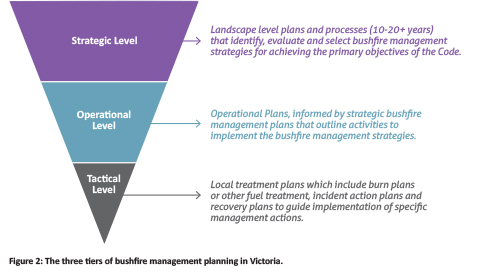 Strategic Level
Landscape level plans and processes (10-20+ years)
that identify, evaluate and select bushfire management
strategies for achieving the primary objectives of the Code.
Operational
Level
Operational Plans, informed by strategic bushfire
management plans that outline activities to
implement the bushfire management strategies.
Tactical
Level
Local treatment plans which include burn plans
or other fuel treatment, incident action plans and
recovery plans to guide implementation of specific
management actions.
Figure 2: The three tiers of bushfire management planning in Victoria.